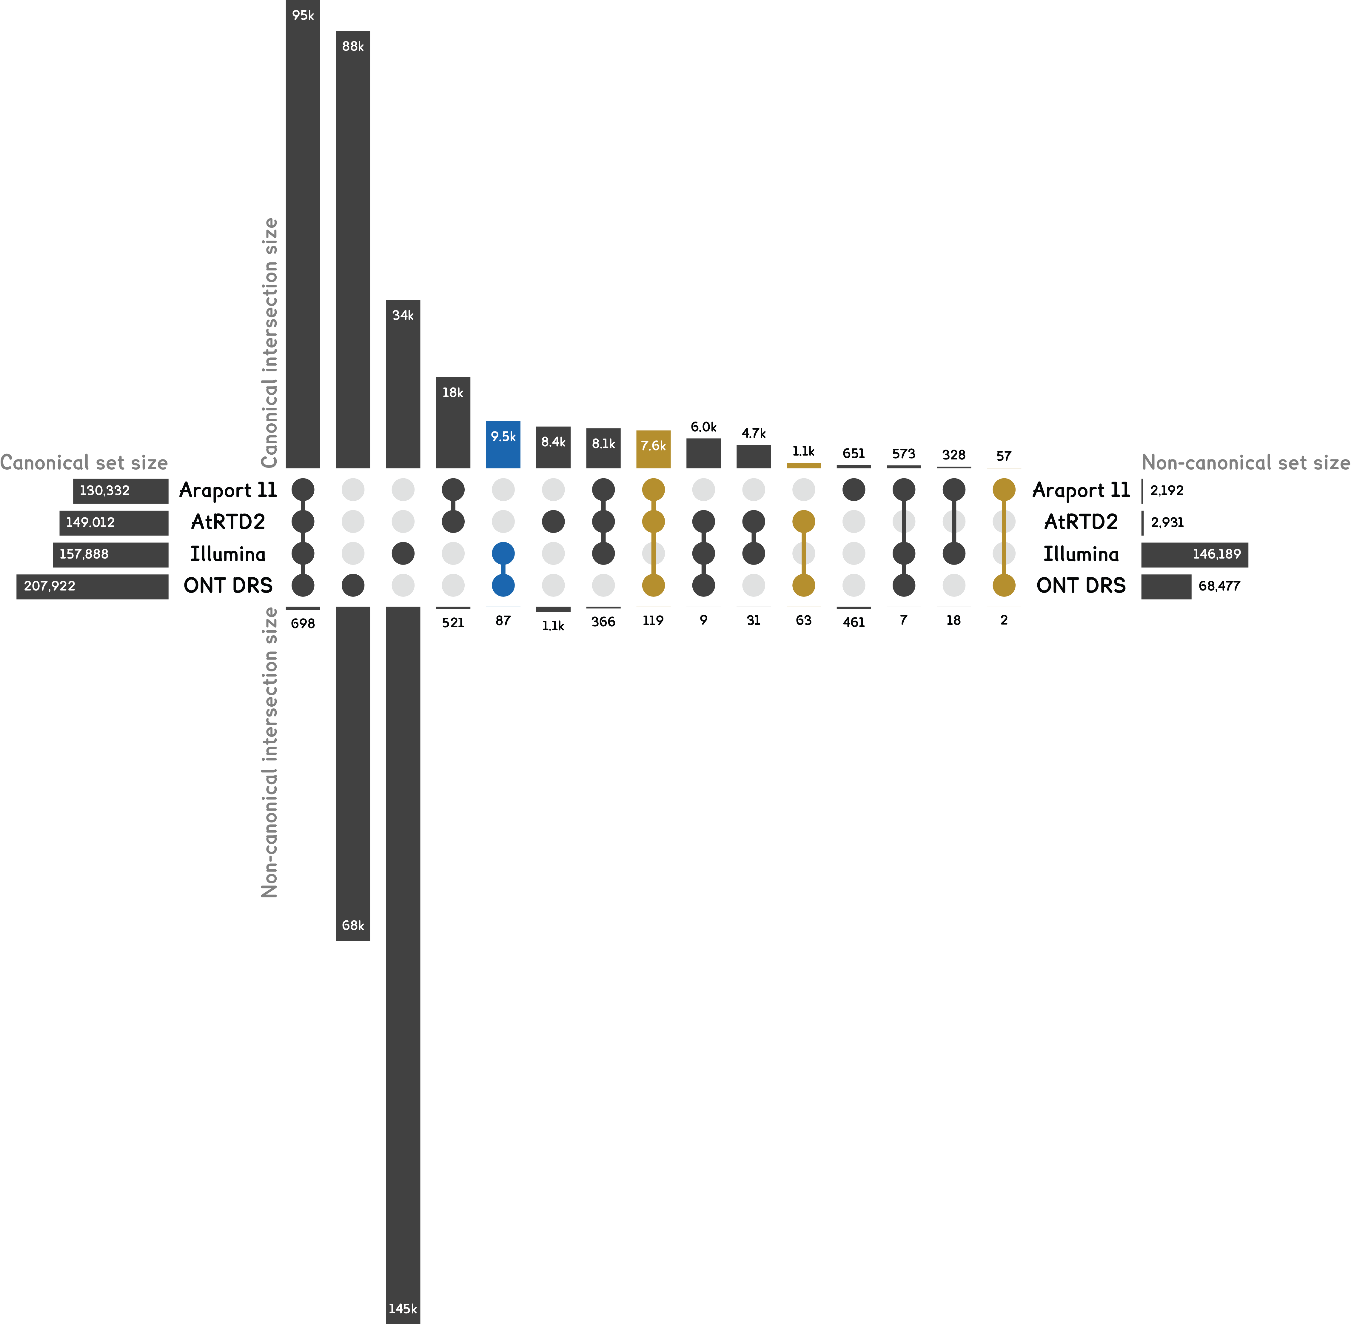 95k
88k
34k
18k
9.5k
8.4k
8.1k
7.6k
6.0k
4.7k
1.1k
651
573
328
57
Canonical intersection size
Canonical set size
Non-canonical set size
130,332
Araport 11
Araport 11
2,192
149.012
AtRTD2
AtRTD2
2,931
157,888
Illumina
Illumina
146,189
207,922
ONT DRS
ONT DRS
68,477
698
521
87
1,1k
366
119
9
31
63
461
7
18
2
Non-canonical intersection size
68k
145k